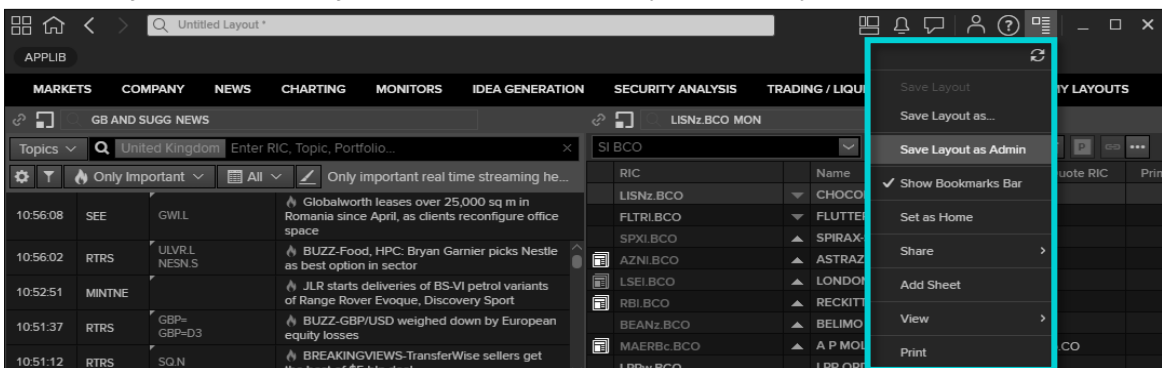 Untitled Layout *
APPLIB
MARKETS COMPANY NEWS CHARTING MONITORS IDEA GENERATION SECURITY ANALYSIS TRADING / LIQUI Y LAYOUTS
Save Layout
Save Layout as...
Save Layout as Admin
Show Bookmarks Bar
Set as Home
Share
Add Sheet
View
Print
GB AND SUGG NEWS
Topics United Kingdom Enter RIC, Topic, Portfolio...
Only Important All Only important real time streaming he...
10:56:08 SEE GWI.L Globalworth leases over 25,000 sq m in
Romania since April, as clients reconfigure office
space
10:56:02 RTRS ULVR.L NESN.S BUZZ-Food, HPC: Bryan Garnier picks Nestle
as best option in sector
10:52:51 MINTNE JLR starts deliveries of BS-VI petrol variants
of Range Rover Evoque, Discovery Sport
10:51:37 RTRS GBP= GBP=D3 BUZZ-GBP/USD weighed down by European
equity losses
10:51:12 RTRS SQ.N BREAKINGVIEWS-TransferWise sellers get
LISNz.BCO MON
SI BCO P
RIC Name uote RIC Prin
LISNz.BCO CHOCO
FLTRI.BCO FLUTTE
SPXI.BCO SPIRAX-
AZNI.BCO ASTRAZ
LSEI.BCO LONDO
RBI.BCO RECKITT
BEANz.BCO BELIMO
MAERBc.BCO A P MOL .CO